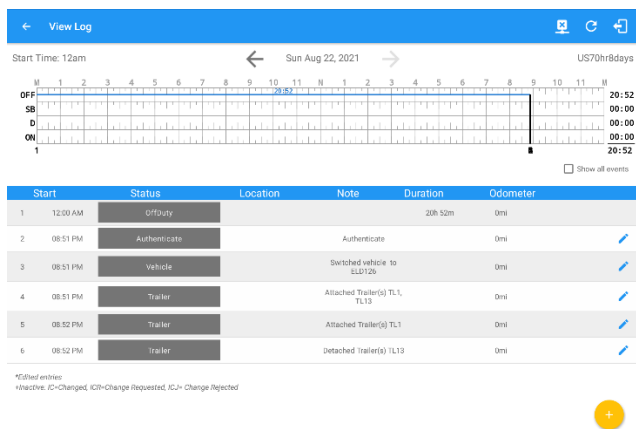 View Log
Start Time: 12am
Sun Aug 22, 2021
US70hr8days
M 1 2 3 4 5 6 7 8 9 10 11 N 1 2 3 4 5 6 7 8 9 10 11 M
OFF 20:52 20:52
SB 00:00
D 00:00
ON 00:00
1 20:52
Show all events
Start Status Location Note Duration Odometer
1 12:00 AM OffDuty 20h 52m 0mi
2 08:51 PM Authenticate Authenticate 0mi
3 08:51 PM Vehicle Switched vehicle to
ELD126 0mi
4 08:51 PM Trailer Attached Trailer(s) TL1,
TL13 0mi
5 08:52 PM Trailer Attached Trailer(s) TL1 0mi
6 08:52 PM Trailer Detached Trailer(s) TL13 0mi
*Edited entries
×Inactive. IC=Changed, ICR=Change Requested, ICJ= Change Rejected
+